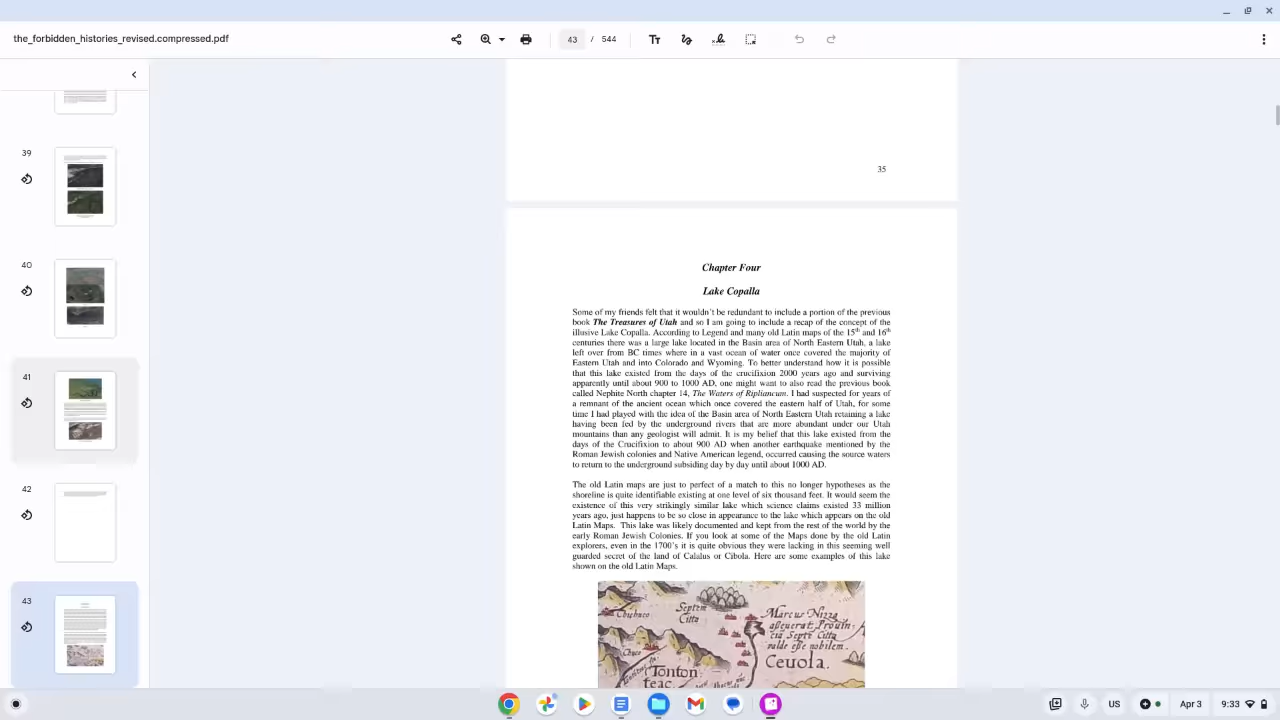 the_forbidden_histories_revised.compressed.pdf
43 / 544
39
40
42
43
35
Chapter Four
Lake Copalla
Some of my friends felt that it wouldn't be redundant to include a portion of the previous
book The Treasures of Utah and so I am going to include a recap of the concept of the
illusive Lake Copalla. According to Legend and many old Latin maps of the 15th and 16th
centuries there was a large lake located in the Basin area of North Eastern Utah, a lake
left over from BC times where in a vast ocean of water once covered the majority of
Eastern Utah and into Colorado and Wyoming. To better understand how it is possible
that this lake existed from the days of the crucifixion 2000 years ago and surviving
apparently until about 900 to 1000 AD, one might want to also read the previous book
called Nephite North chapter 14, The Waters of Ripliancum. I had suspected for years of
a remnant of the ancient ocean which once covered the eastern half of Utah, for some
time I had played with the idea of the Basin area of North Eastern Utah retaining a lake
having been fed by the underground rivers that are more abundant under our Utah
mountains than any geologist will admit. It is my belief that this lake existed from the
days of the Crucifixion to about 900 AD when another earthquake mentioned by the
Roman Jewish colonies and Native American legend, occurred causing the source waters
to return to the underground subsiding day by day until about 1000 AD.
The old Latin maps are just to perfect of a match to this no longer hypotheses as the
shoreline is quite identifiable existing at one level of six thousand feet. It would seem the
existence of this very strikingly similar lake which science claims existed 33 million
years ago, just happens to be so close in appearance to the lake which appears on the old
Latin Maps. This lake was likely documented and kept from the rest of the world by the
early Roman Jewish Colonies. If you look at some of the Maps done by the old Latin
explorers, even in the 1700's it is quite obvious they were lacking in this seeming well
guarded secret of the land of Calalus or Cibola. Here are some examples of this lake
shown on the old Latin Maps.
Septem
Citta
Marcus Nizza
Ceuola.
Tonton
teac
US
Apr 3
9:33